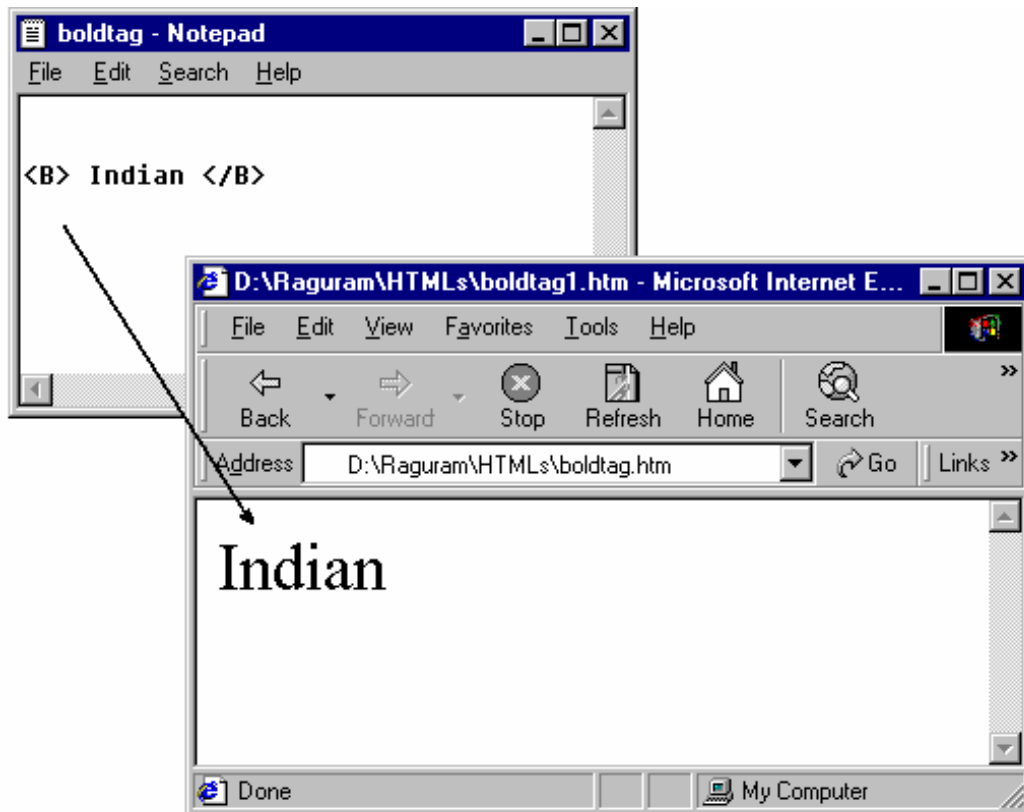 boldtag - Notepad
File Edit Search Help
<B> Indian </B>
D:\Raguram\HTMLs\boldtag1.htm - Microsoft Internet E...
File Edit View Favorites Tools Help
Back Forward Stop Refresh Home Search
Address D:\Raguram\HTMLs\boldtag.htm Go Links
Indian
Done My Computer